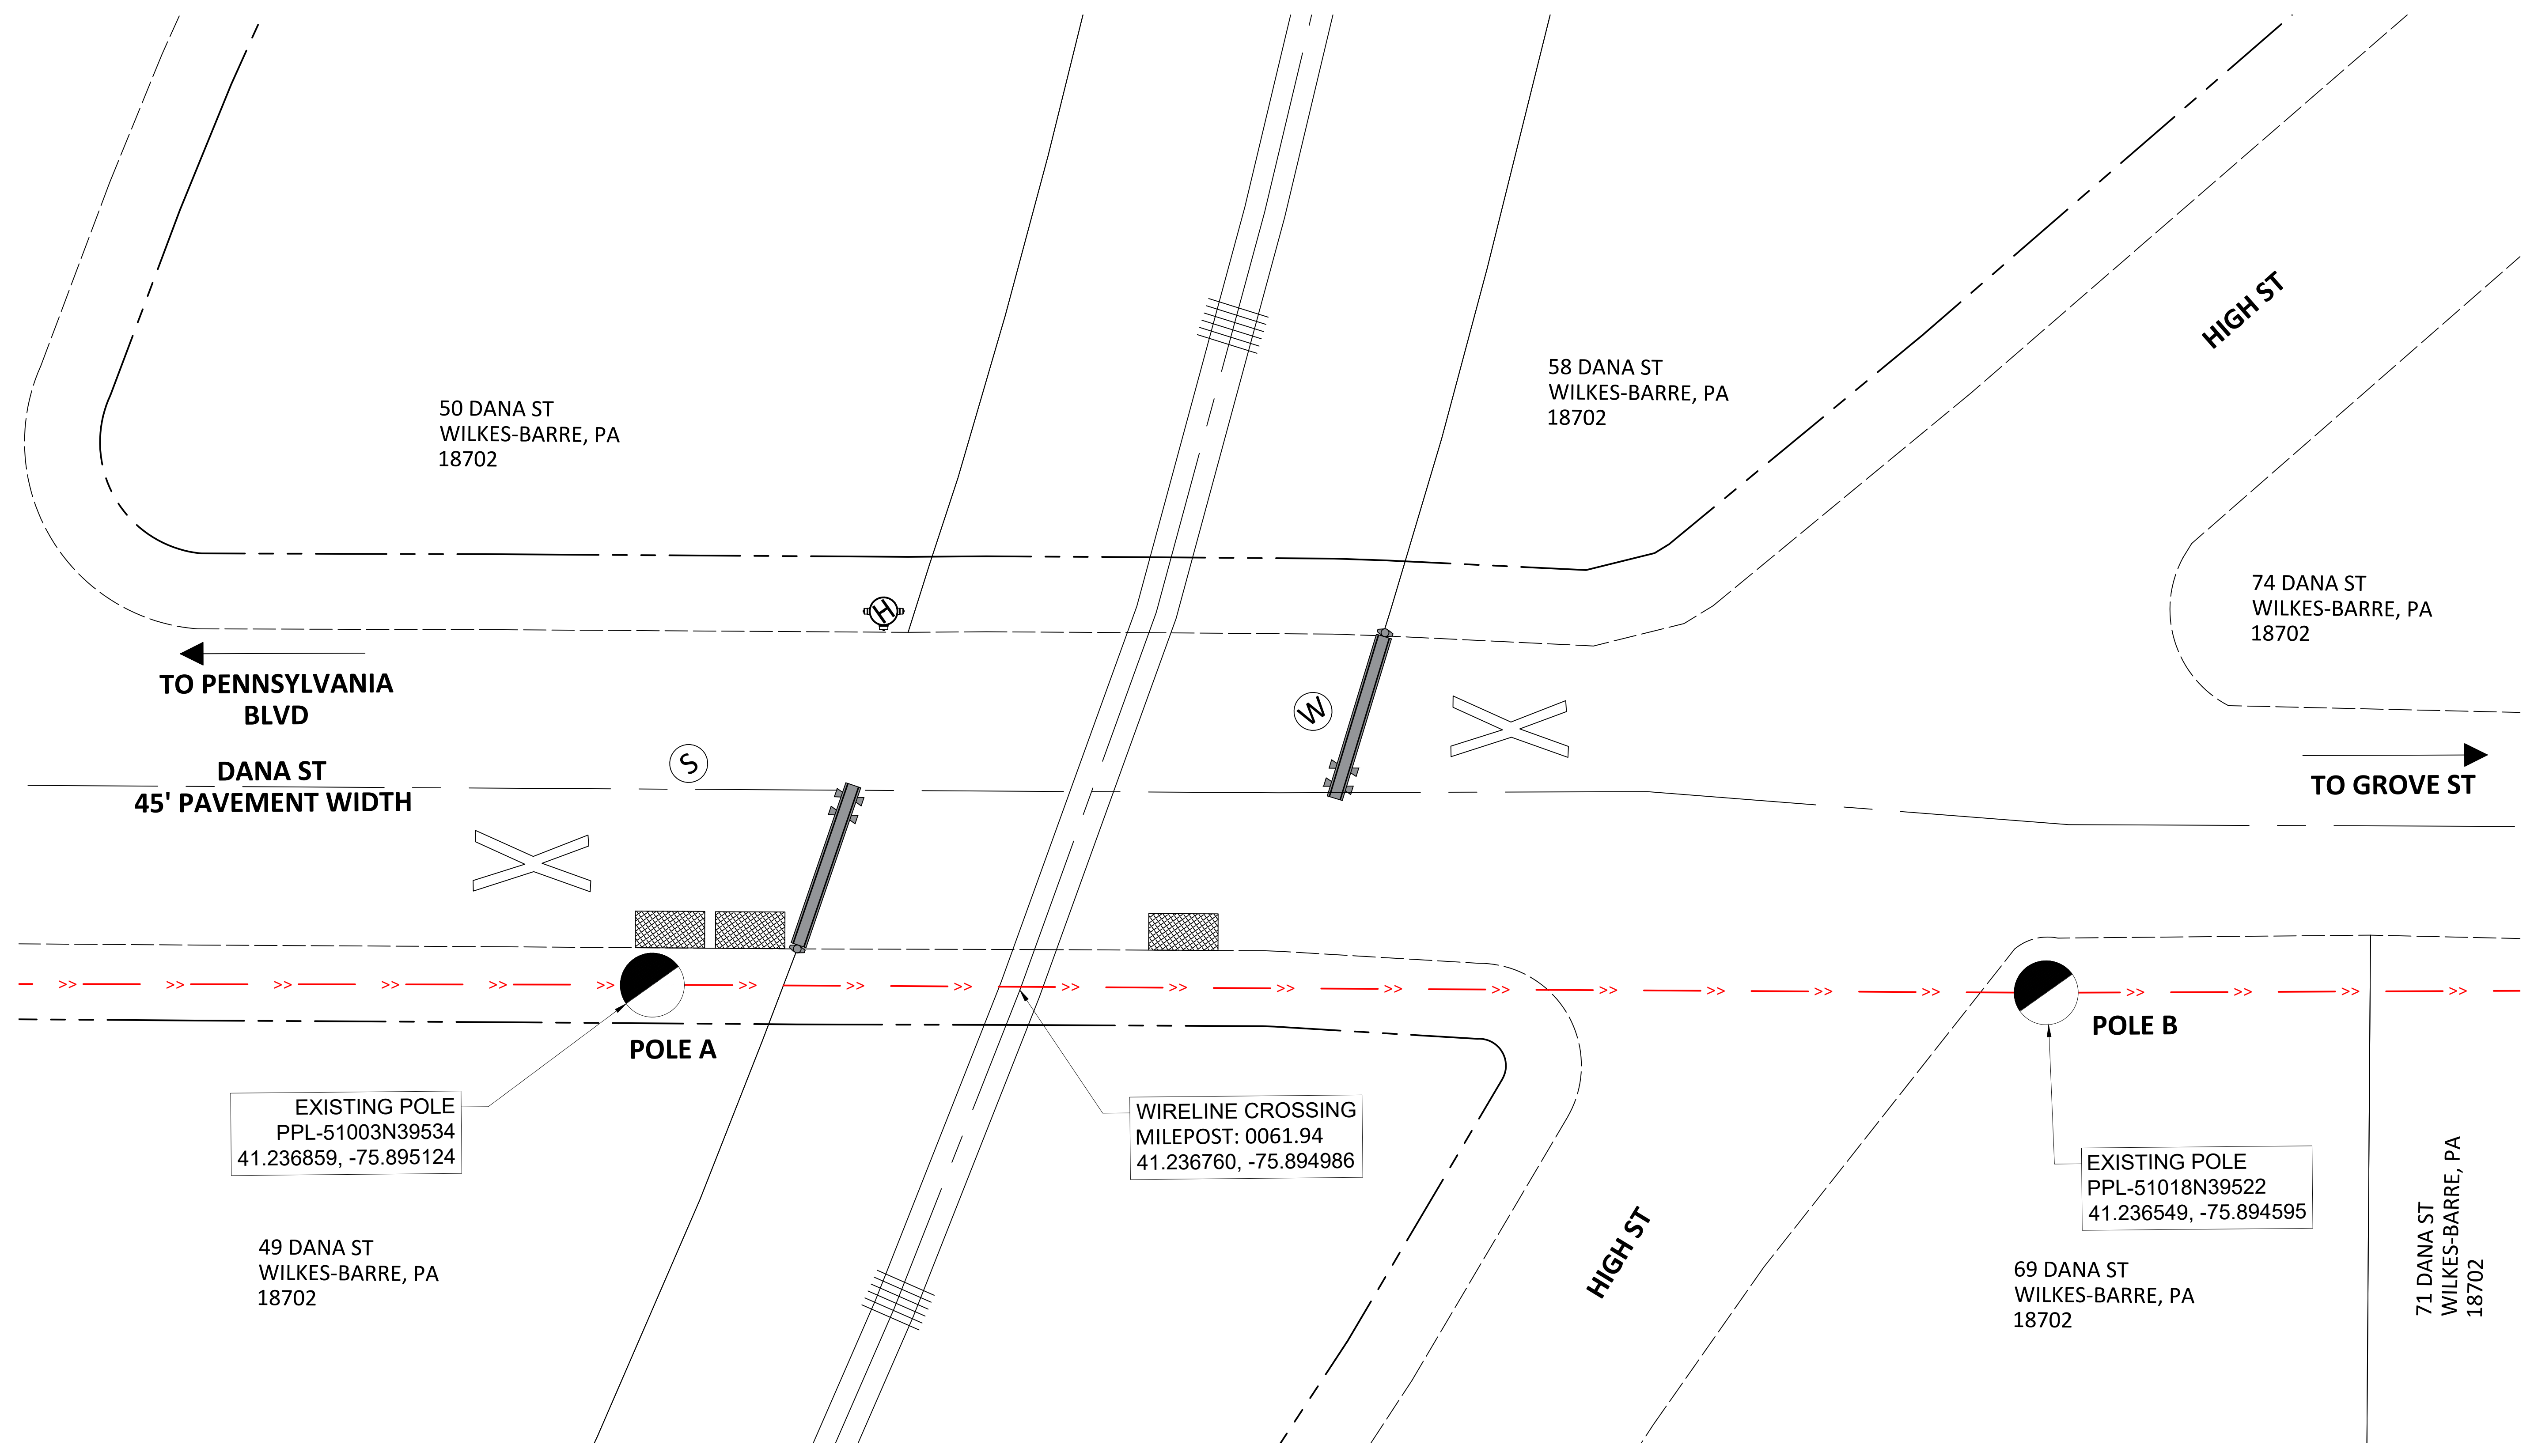 HIGH ST
58 DANA ST
WILKES-BARRE, PA
18702
50 DANA ST
WILKES-BARRE, PA
18702
74 DANA ST
WILKES-BARRE, PA
18702
H
TO PENNSYLVANIA
BLVD
W
S
DANA ST
45' PAVEMENT WIDTH
TO GROVE ST
>> >> >> >> >> >> >> >> >> >> >> >> >> >> >> >> >> >> >> >> >> >> >>
POLE A
POLE B
EXISTING POLE
PPL-51003N39534
41.236859, -75.895124
WIRELINE CROSSING
MILEPOST: 0061.94
41.236760, -75.894986
EXISTING POLE
PPL-51018N39522
41.236549, -75.894595
49 DANA ST
WILKES-BARRE, PA
18702
HIGH ST
69 DANA ST
WILKES-BARRE, PA
18702
71 DANA ST
WILKES-BARRE, PA
18702